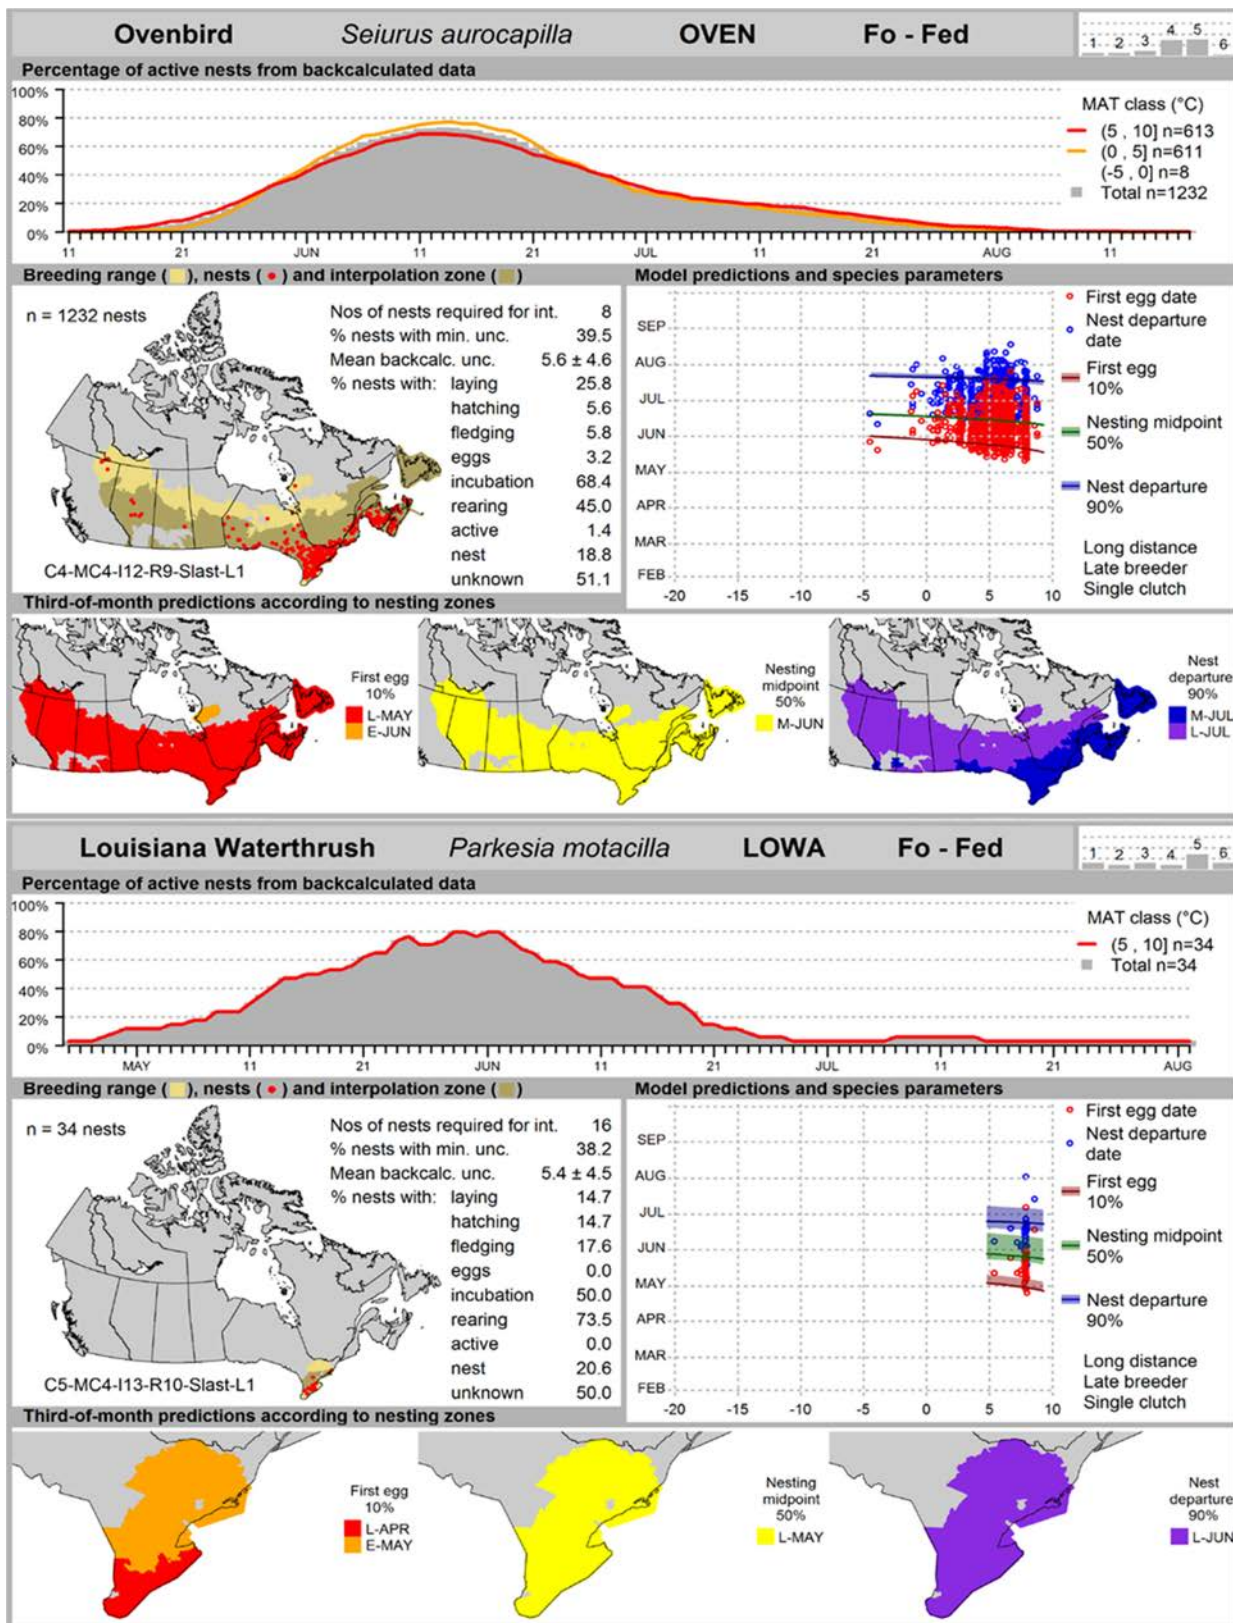 Ovenbird Seiurus aurocapilla OVEN Fo - Fed
1 2 3 4 5 6
Percentage of active nests from backcalculated data
100%
80%
60%
40%
20%
0%
MAT class (°C)
(5 , 10] n=613
(0 , 5] n=611
(-5 , 0] n=8
Total n=1232
11 21 JUN 11 21 JUL 11 21 AUG 11
Breeding range ( ), nests ( ) and interpolation zone ( )
n = 1232 nests
Nos of nests required for int. 8
% nests with min. unc. 39.5
Mean backcalc. unc. 5.6 ± 4.6
% nests with: laying 25.8
hatching 5.6
fledging 5.8
eggs 3.2
incubation 68.4
rearing 45.0
active 1.4
nest 18.8
unknown 51.1
C4-MC4-I12-R9-Slast-L1
Model predictions and species parameters
SEP
AUG
JUL
JUN
MAY
APR
MAR
FEB
-20 -15 -10 -5 0 5 10
First egg date
Nest departure
date
First egg
10%
Nesting midpoint
50%
Nest departure
90%
Long distance
Late breeder
Single clutch
Third-of-month predictions according to nesting zones
First egg
10%
L-MAY
E-JUN
Nesting
midpoint
50%
M-JUN
Nest
departure
90%
M-JUL
L-JUL
Louisiana Waterthrush Parkesia motacilla LOWA Fo - Fed
1 2 3 4 5 6
Percentage of active nests from backcalculated data
100%
80%
60%
40%
20%
0%
MAT class (°C)
(5 , 10] n=34
Total n=34
MAY 11 21 JUN 11 21 JUL 11 21 AUG
Breeding range ( ), nests ( ) and interpolation zone ( )
n = 34 nests
Nos of nests required for int. 16
% nests with min. unc. 38.2
Mean backcalc. unc. 5.4 ± 4.5
% nests with: laying 14.7
hatching 14.7
fledging 17.6
eggs 0.0
incubation 50.0
rearing 73.5
active 0.0
nest 20.6
unknown 50.0
C5-MC4-I13-R10-Slast-L1
Model predictions and species parameters
SEP
AUG
JUL
JUN
MAY
APR
MAR
FEB
-20 -15 -10 -5 0 5 10
First egg date
Nest departure
date
First egg
10%
Nesting midpoint
50%
Nest departure
90%
Long distance
Late breeder
Single clutch
Third-of-month predictions according to nesting zones
First egg
10%
L-APR
E-MAY
Nesting
midpoint
50%
L-MAY
Nest
departure
90%
L-JUN